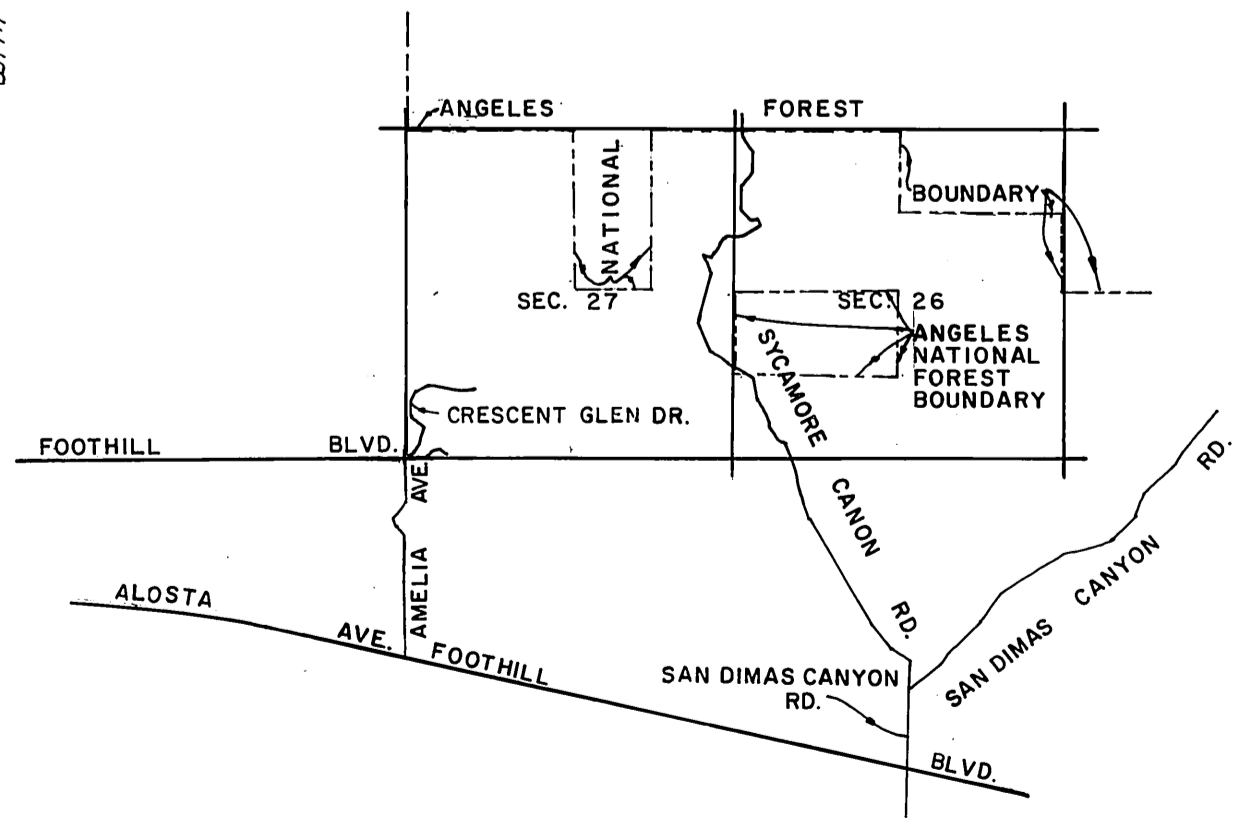 ANGELES
FOREST
NATIONAL
BOUNDARY
SEC. 27
SEC. 26
ANGELES
NATIONAL
FOREST
BOUNDARY
SYCAMORE
CANON
RD.
CRESCENT GLEN DR.
FOOTHILL
BLVD.
AMELIA AVE.
ALOSTA
AVE.
FOOTHILL
BLVD.
SAN DIMAS CANYON
RD.
SAN DIMAS CANYON
RD.